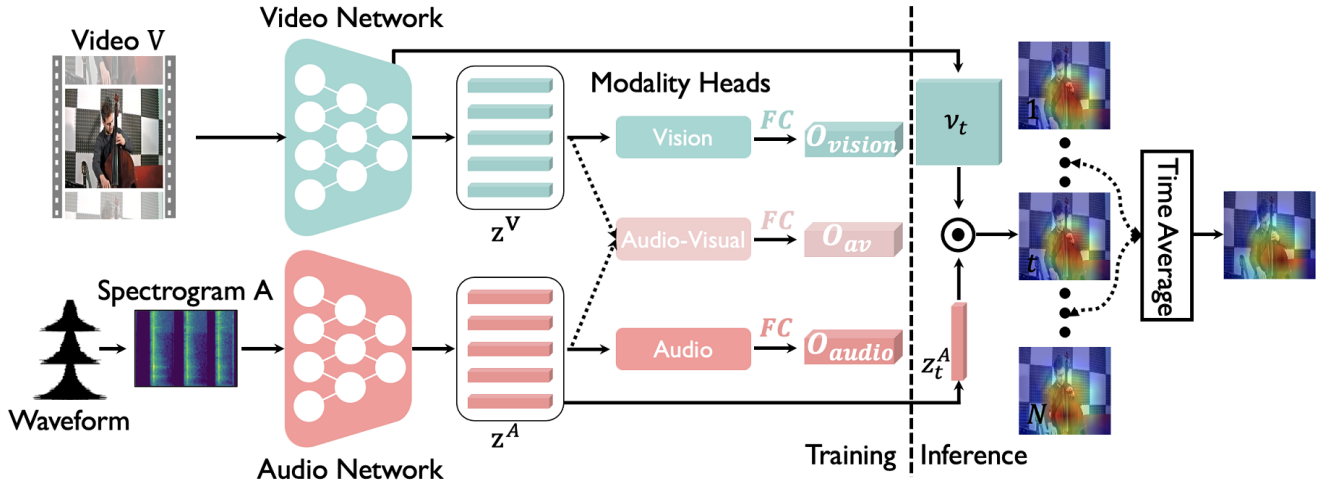 Video Network
Video V
Modality Heads
z^V
Vision
FC
O_vision
Audio-Visual
FC
O_av
Spectrogram A
Waveform
Audio
FC
O_audio
z^A
Audio Network
Training
Inference
ν_t
z_t^A
1
t
N
Time Average